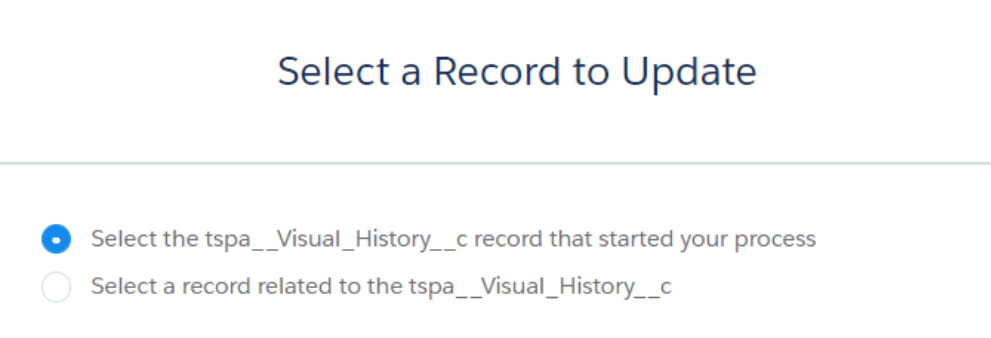 Select a Record to Update
Select the tspa__Visual_History__c record that started your process
Select a record related to the tspa__Visual_History__c